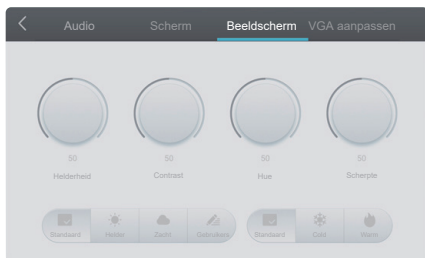 Audio Scherm Beeldscherm VGA aanpassen
50 50 50 50
Helderheid Contrast Hue Scherpte
Standaard Helder Zacht Gebruikers Standaard Cold Warm